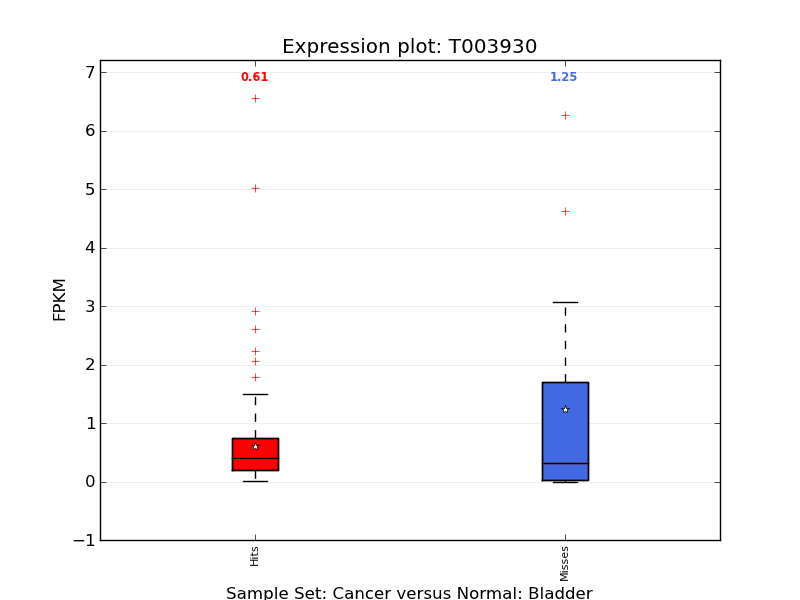 Expression plot: T003930
0.61
1.25
7
6
5
4
3
2
1
0
−1
FPKM
Hits
Misses
Sample Set: Cancer versus Normal: Bladder